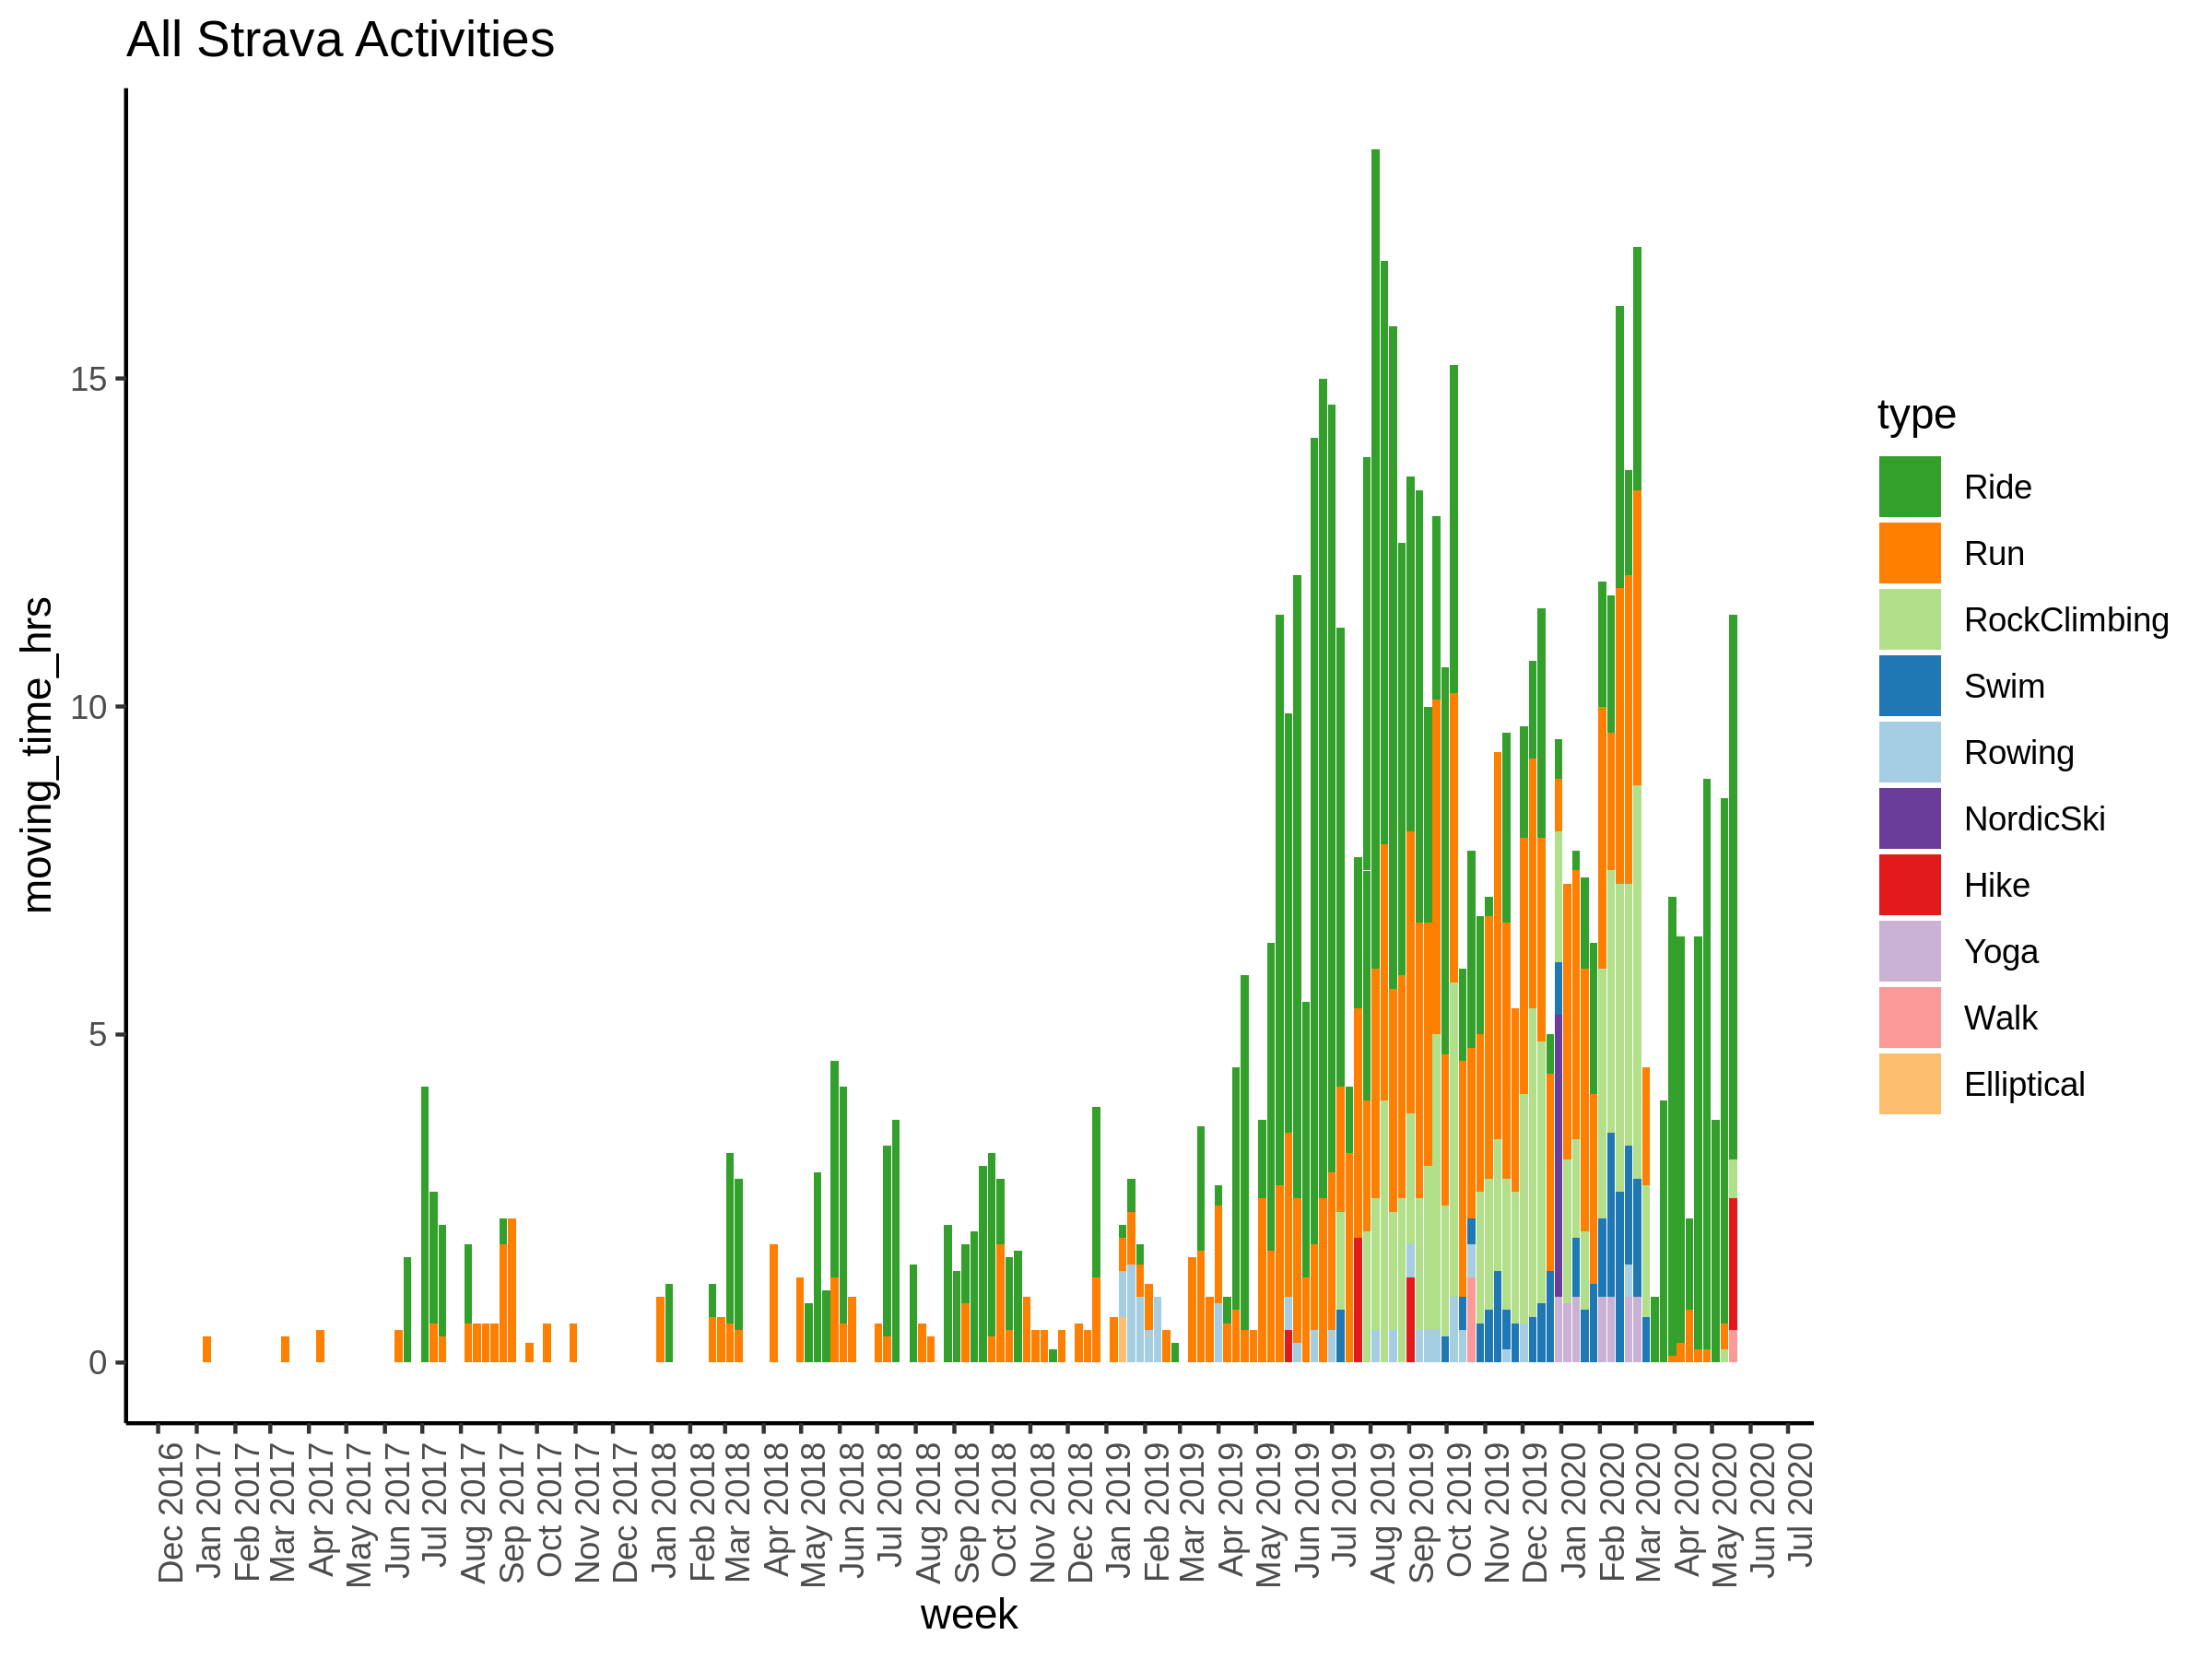 All Strava Activities
moving_time_hrs
15
10
5
0
Dec 2016
Jan 2017
Feb 2017
Mar 2017
Apr 2017
May 2017
Jun 2017
Jul 2017
Aug 2017
Sep 2017
Oct 2017
Nov 2017
Dec 2017
Jan 2018
Feb 2018
Mar 2018
Apr 2018
May 2018
Jun 2018
Jul 2018
Aug 2018
Sep 2018
Oct 2018
Nov 2018
Dec 2018
Jan 2019
Feb 2019
Mar 2019
Apr 2019
May 2019
Jun 2019
Jul 2019
Aug 2019
Sep 2019
Oct 2019
Nov 2019
Dec 2019
Jan 2020
Feb 2020
Mar 2020
Apr 2020
May 2020
Jun 2020
Jul 2020
week
type
Ride
Run
RockClimbing
Swim
Rowing
NordicSki
Hike
Yoga
Walk
Elliptical